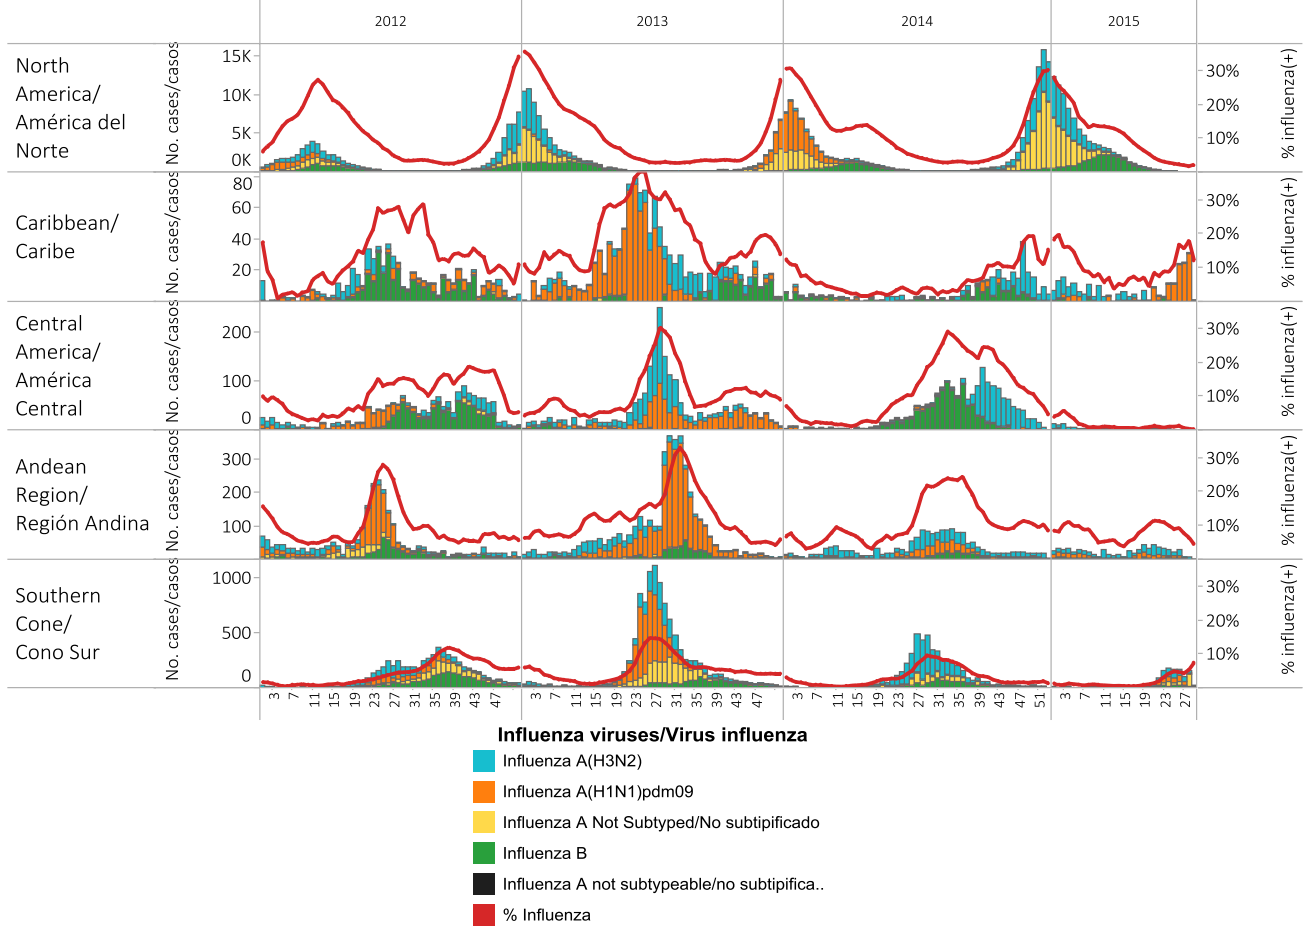 2012 2013 2014 2015
North
America/
América del
Norte
No. cases/casos
15K
10K
5K
0K
30%
20%
10%
% influenza(+)
Caribbean/
Caribe
No. cases/casos
80
60
40
20
30%
20%
10%
% influenza(+)
Central
America/
América
Central
No. cases/casos
200
100
0
30%
20%
10%
% influenza(+)
Andean
Region/
Región Andina
No. cases/casos
300
200
100
30%
20%
10%
% influenza(+)
Southern
Cone/
Cono Sur
No. cases/casos
1000
500
0
30%
20%
10%
% influenza(+)
3 7 11 15 19 23 27 31 35 39 43 47 3 7 11 15 19 23 27 31 35 39 43 47 3 7 11 15 19 23 27 31 35 39 43 47 51 3 7 11 15 19 23 27
Influenza viruses/Virus influenza
Influenza A(H3N2)
Influenza A(H1N1)pdm09
Influenza A Not Subtyped/No subtipificado
Influenza B
Influenza A not subtypeable/no subtipifica..
% Influenza